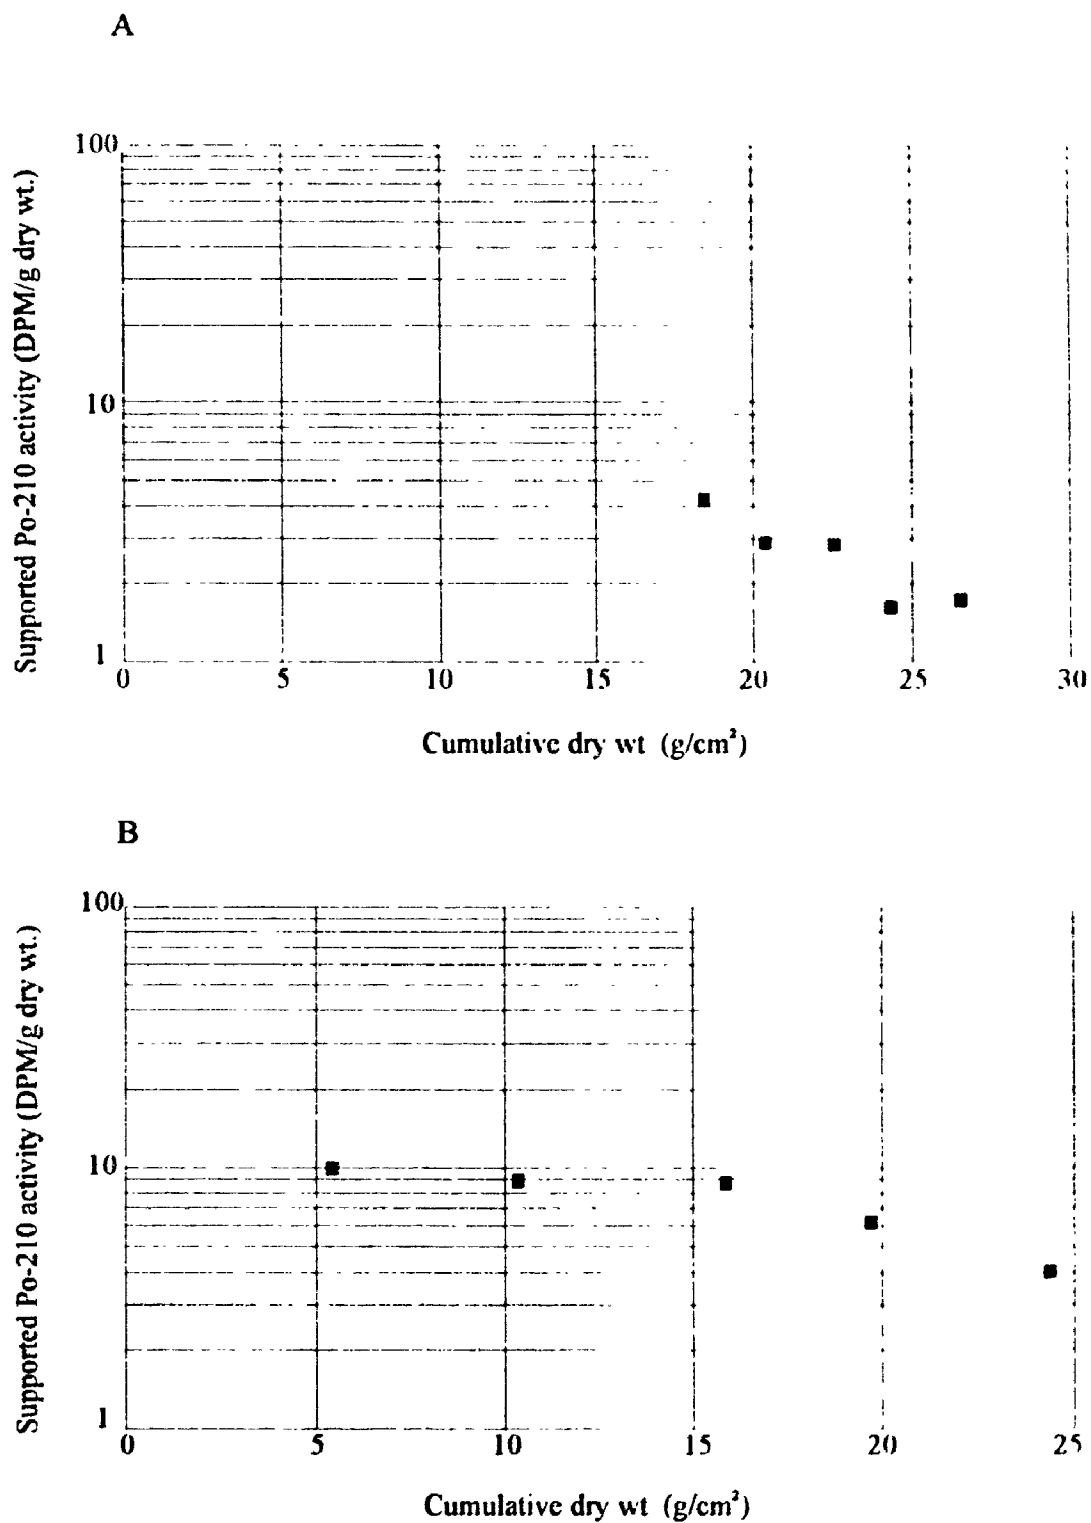 A
Supported Po-210 activity (DPM/g dry wt.)
100
10
1
0 5 10 15 20 25 30
Cumulative dry wt (g/cm²)
B
Supported Po-210 activity (DPM/g dry wt.)
100
10
1
0 5 10 15 20 25
Cumulative dry wt (g/cm²)